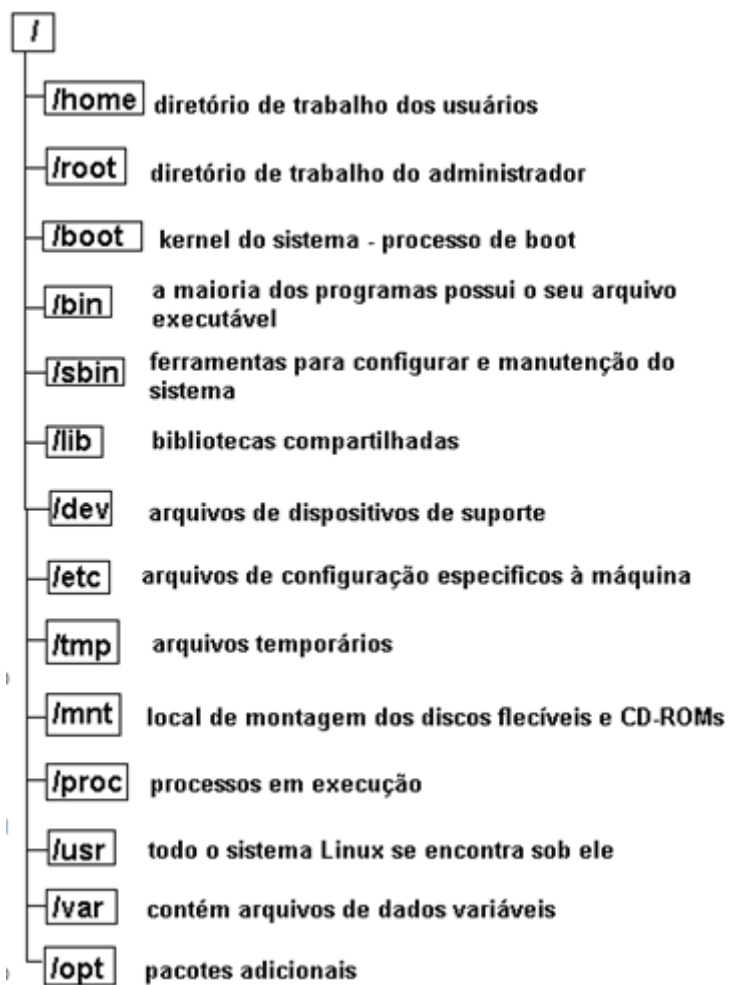 /
/home diretório de trabalho dos usuários
/root diretório de trabalho do administrador
/boot kernel do sistema - processo de boot
/bin a maioria dos programas possui o seu arquivo
executável
/sbin ferramentas para configurar e manutenção do
sistema
/lib bibliotecas compartilhadas
/dev arquivos de dispositivos de suporte
/etc arquivos de configuração especificos à máquina
/tmp arquivos temporários
/mnt local de montagem dos discos flecíveis e CD-ROMs
/proc processos em execução
/usr todo o sistema Linux se encontra sob ele
/var contém arquivos de dados variáveis
/opt pacotes adicionais